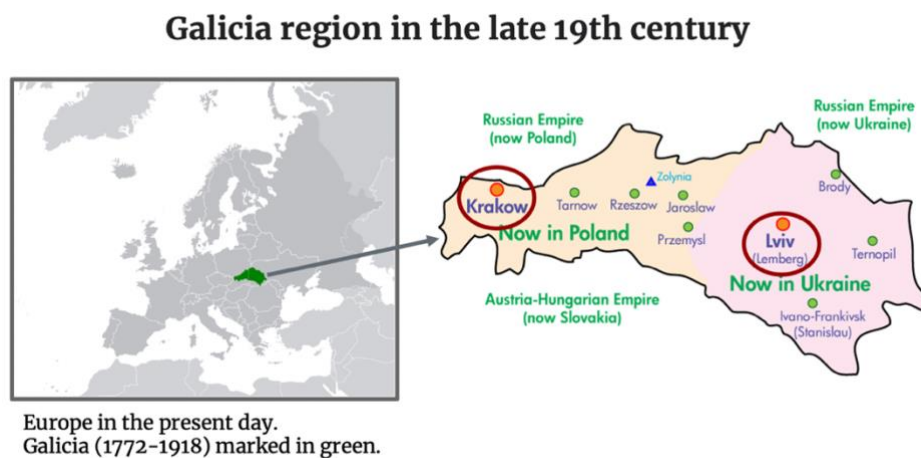 Galicia region in the late 19th century
Russian Empire
(now Poland)
Russian Empire
(now Ukraine)
Zolynia
Brody
Krakow
Tarnow
Rzeszow
Jaroslaw
Now in Poland
Przemysl
Lviv
(Lemberg)
Ternopil
Now in Ukraine
Austria-Hungarian Empire
(now Slovakia)
Ivano-Frankivsk
(Stanislau)
Europe in the present day.
Galicia (1772-1918) marked in green.